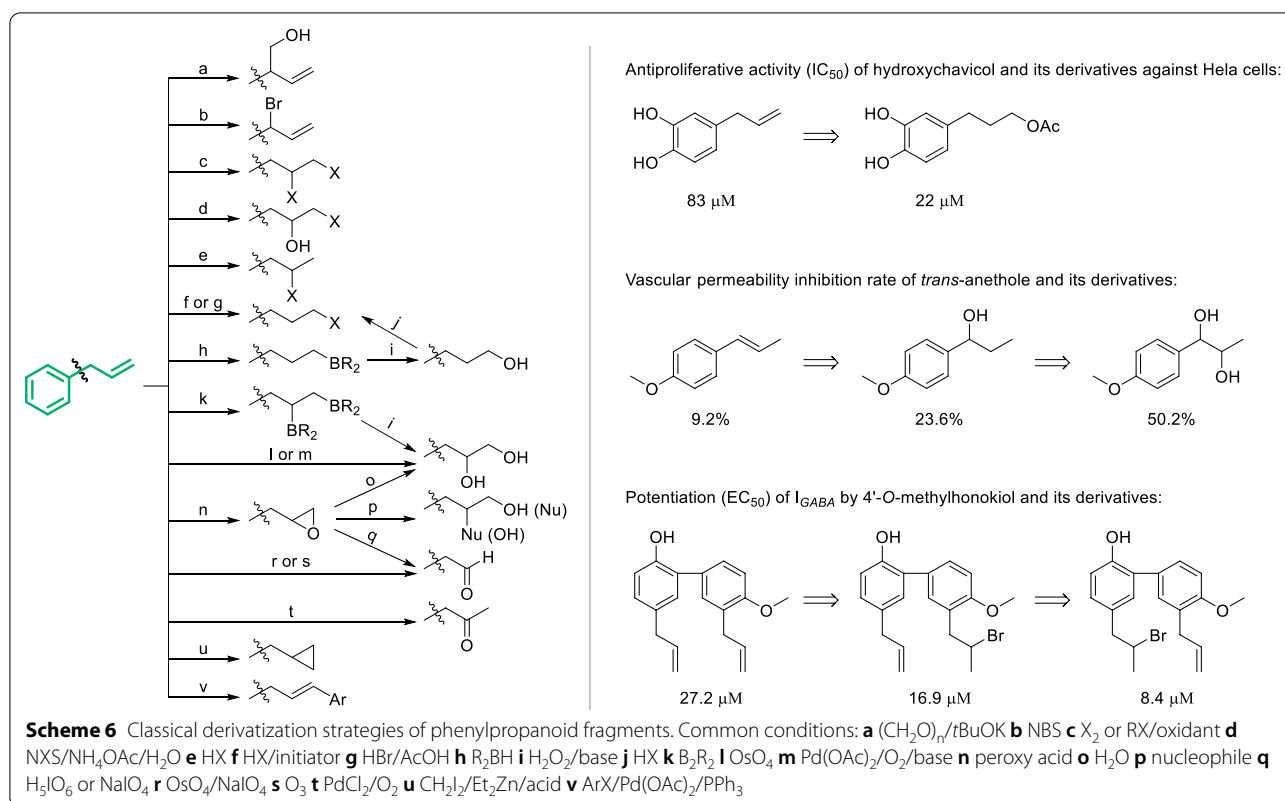 OH
a
Br
b
c
X
X
d
X
OH
e
X
f or g
X
j
h
BR2
i
OH
k
BR2
BR2
i
l or m
OH
OH
o
n
O
p
OH (Nu)
Nu (OH)
q
H
O
r or s
t
O
u
v
Ar
Antiproliferative activity (IC50) of hydroxychavicol and its derivatives against Hela cells:
HO
HO
HO
HO
OAc
83 μM
22 μM
Vascular permeability inhibition rate of trans-anethole and its derivatives:
OH
OH
O
O
O
OH
9.2%
23.6%
50.2%
Potentiation (EC50) of IGABA by 4'-O-methylhonokiol and its derivatives:
OH
OH
OH
O
O
O
Br
Br
27.2 μM
16.9 μM
8.4 μM
Scheme 6 Classical derivatization strategies of phenylpropanoid fragments. Common conditions: a (CH2O)n/tBuOK b NBS c X2 or RX/oxidant d
NXS/NH4OAc/H2O e HX f HX/initiator g HBr/AcOH h R2BH i H2O2/base j HX k B2R2 l OsO4 m Pd(OAc)2/O2/base n peroxy acid o H2O p nucleophile q
H5IO6 or NaIO4 r OsO4/NaIO4 s O3 t PdCl2/O2 u CH2I2/Et2Zn/acid v ArX/Pd(OAc)2/PPh3